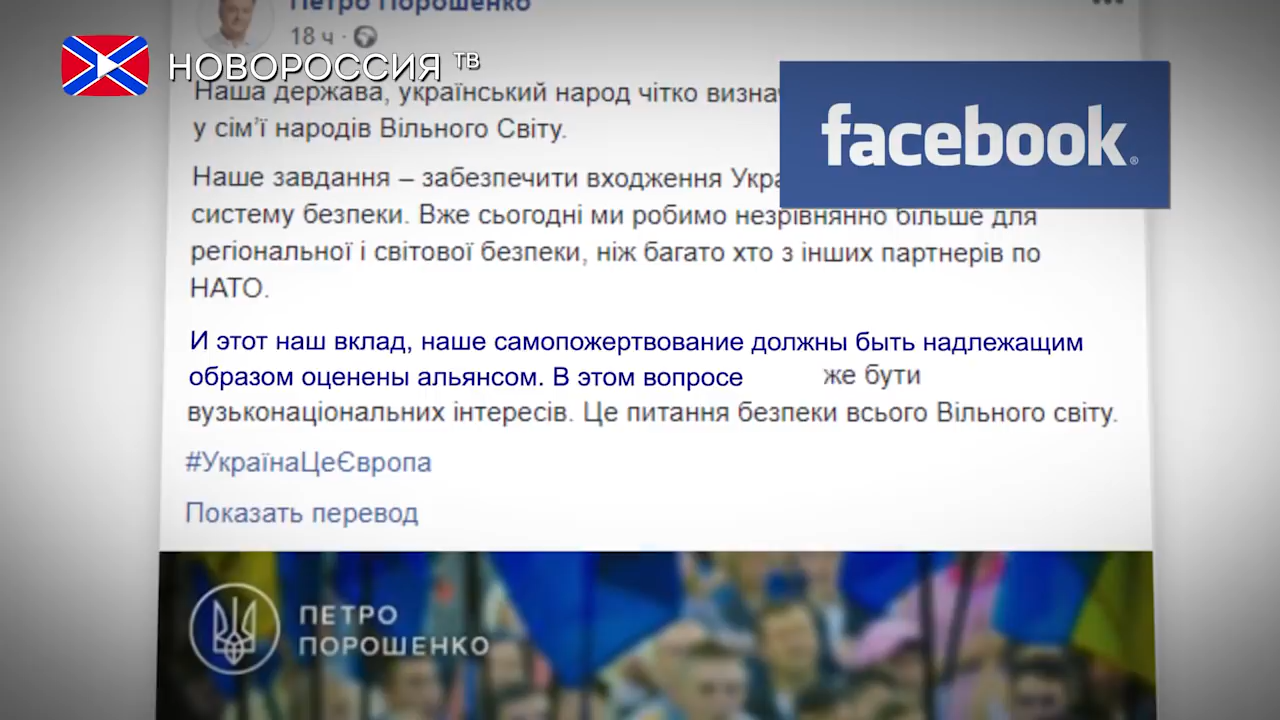 Петро Порошенко
18 ч ·
НОВОРОССИЯ ТВ
Наша держава, український народ чітко
у сім'ї народів Вільного Світу.
facebook
Наше завдання – забезпечити входження
систему безпеки. Вже сьогодні ми робимо незрівнянно більше для
регіональної і світової безпеки, ніж багато хто з інших партнерів по
НАТО.
И этот наш вклад, наше самопожертвование должны быть надлежащим
образом оценены альянсом. В этом вопросе же бути
вузьконаціональних інтересів. Це питання безпеки всього Вільного світу.
#УкраїнаЦеЄвропа
Показать перевод
ПЕТРО
ПОРОШЕНКО